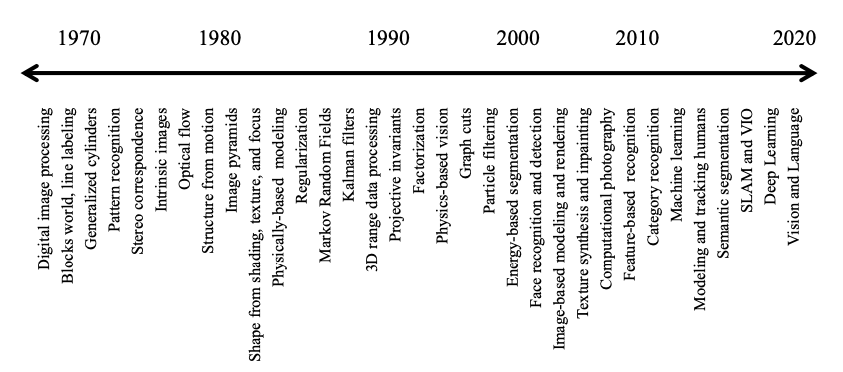 1970 1980 1990 2000 2010 2020
Digital image processing
Blocks world, line labeling
Generalized cylinders
Pattern recognition
Stereo correspondence
Intrinsic images
Optical flow
Structure from motion
Image pyramids
Shape from shading, texture, and focus
Physically-based modeling
Regularization
Markov Random Fields
Kalman filters
3D range data processing
Projective invariants
Factorization
Physics-based vision
Graph cuts
Particle filtering
Energy-based segmentation
Face recognition and detection
Image-based modeling and rendering
Texture synthesis and inpainting
Computational photography
Feature-based recognition
Category recognition
Machine learning
Modeling and tracking humans
Semantic segmentation
SLAM and VIO
Deep Learning
Vision and Language